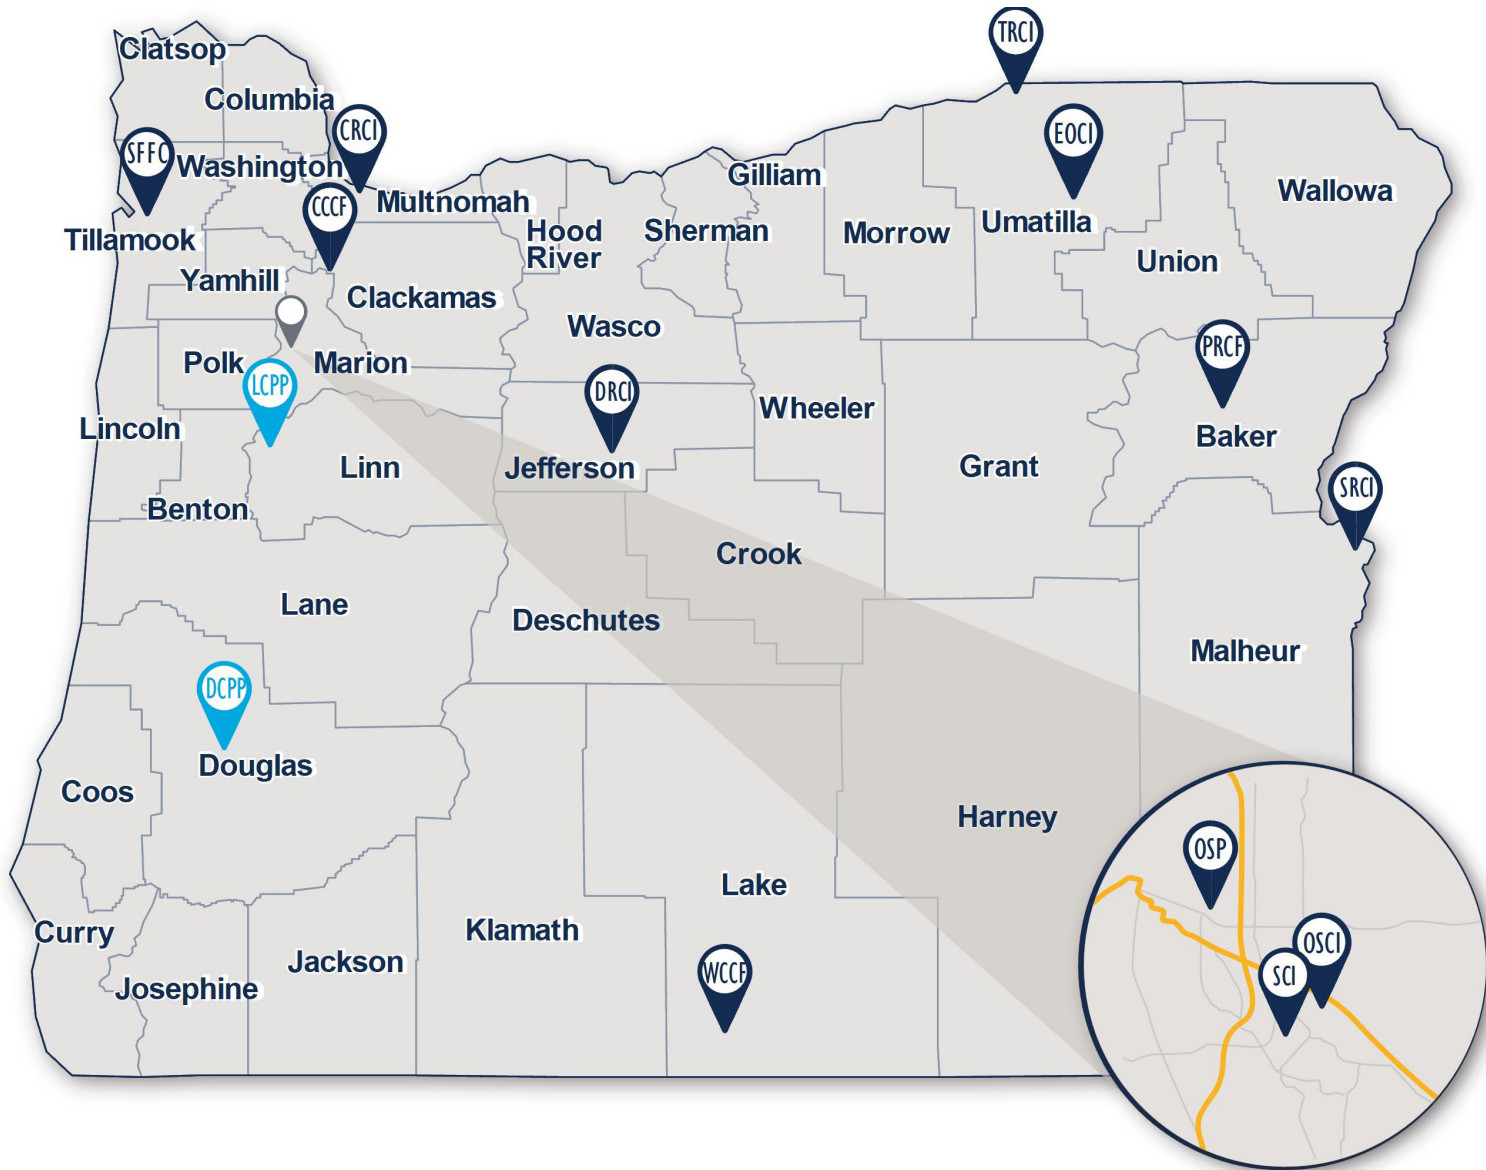 TRCI
Clatsop
Columbia
CRCI
EOCI
SFFC
Washington
Gilliam
Wallowa
CCCF
Multnomah
Hood
River
Sherman
Morrow
Umatilla
Tillamook
Union
Yamhill
Clackamas
Wasco
PRCF
Polk
Marion
LCPP
DRCI
Wheeler
Lincoln
Baker
Linn
Jefferson
Grant
SRCI
Benton
Crook
Lane
Deschutes
Malheur
DCPP
Douglas
Coos
Harney
OSP
Lake
Curry
Klamath
OSCI
Jackson
WCCF
SCI
Josephine